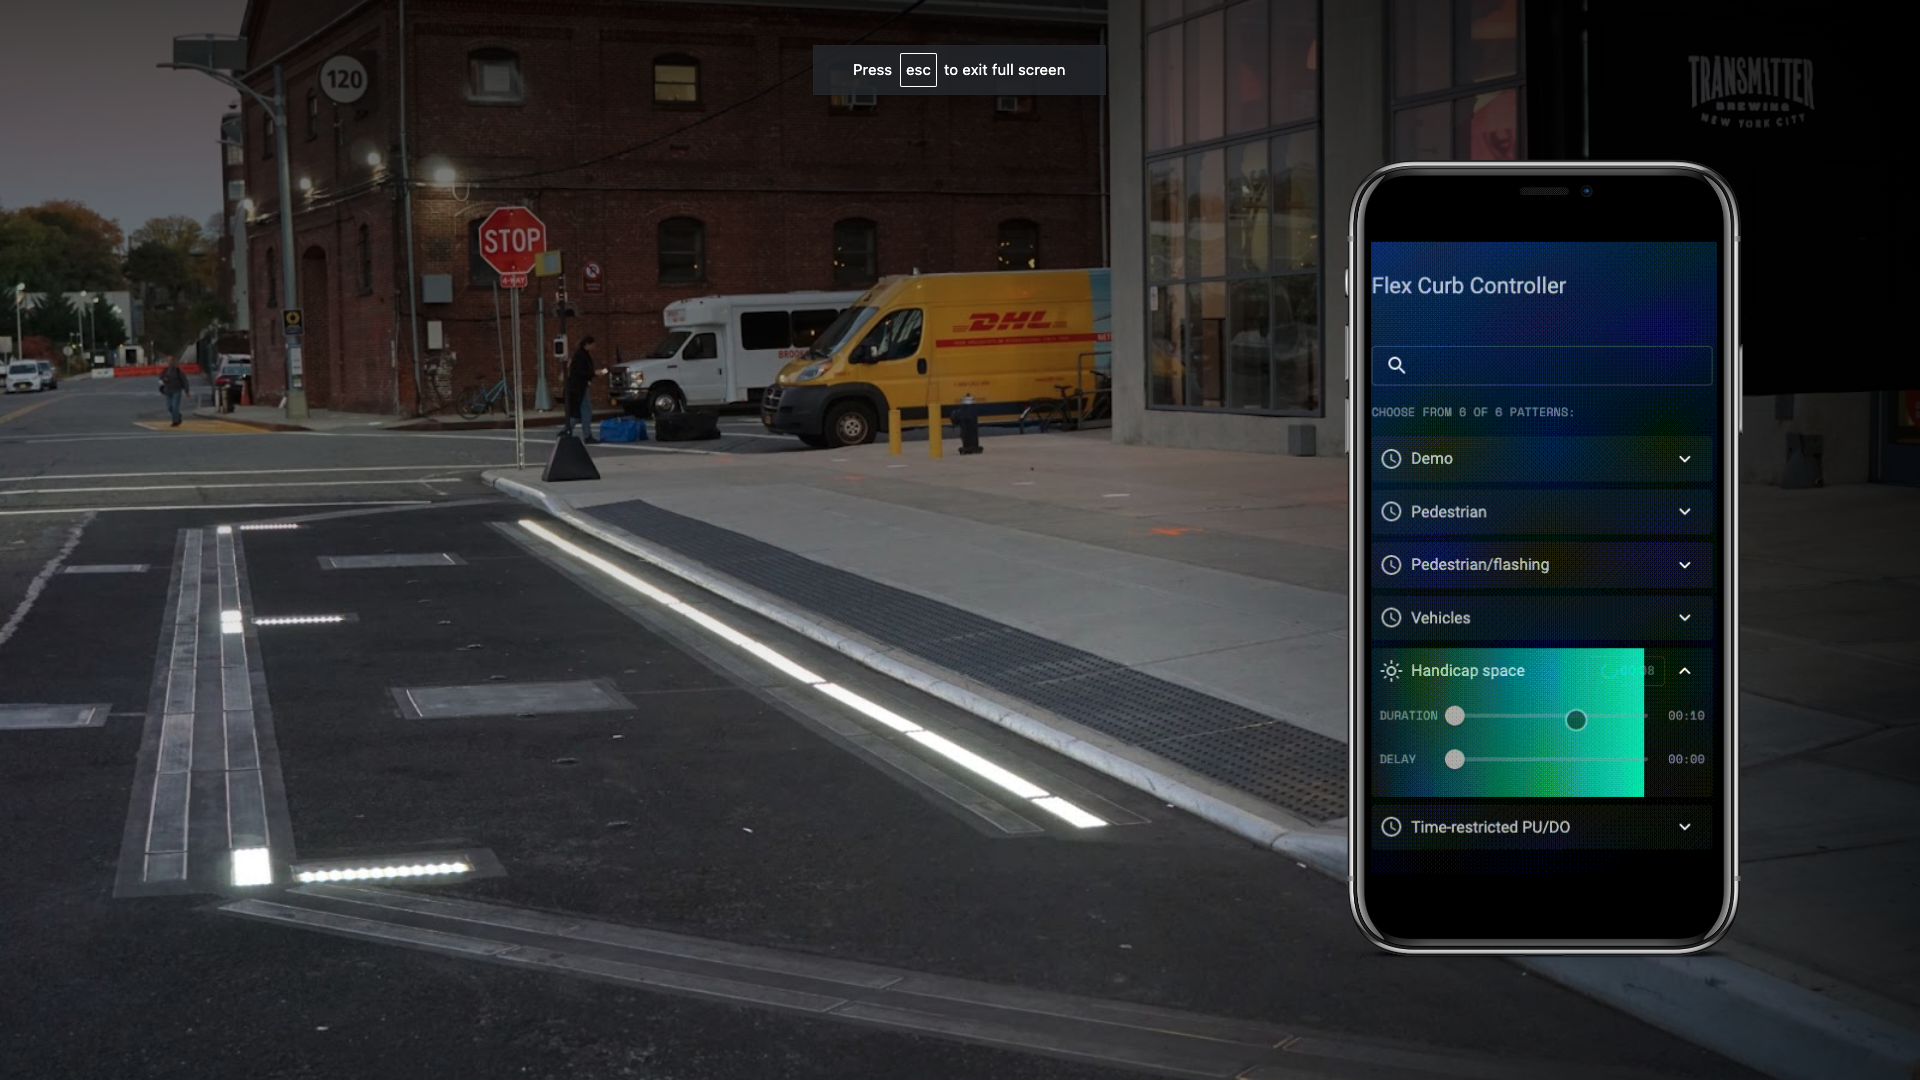 120
Press esc to exit full screen
TRANSMITTER
BREWING
NEW YORK CITY
STOP
4-WAY
DHL
Flex Curb Controller
CHOOSE FROM 6 OF 6 PATTERNS:
Demo
Pedestrian
Pedestrian/flashing
Vehicles
Handicap space
DURATION 00:10
DELAY 00:00
Time-restricted PU/DO